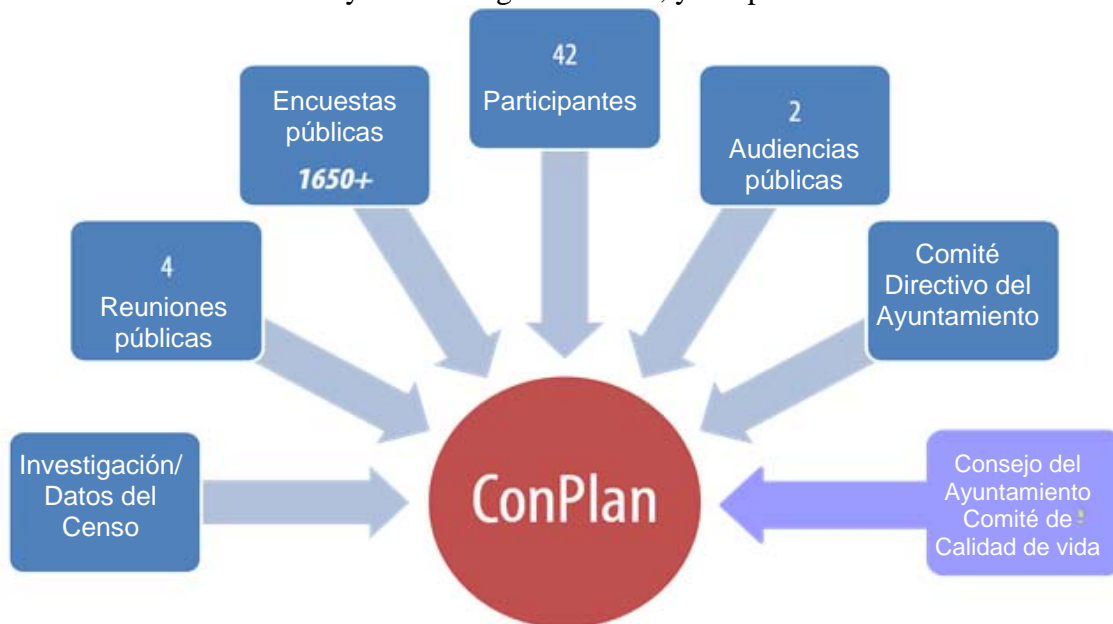 42
Participantes
Encuestas
públicas
1650+
2
Audiencias
públicas
4
Reuniones
públicas
Comité
Directivo del
Ayuntamiento
Investigación/
Datos del
Censo
ConPlan
Consejo del
Ayuntamiento
Comité de
Calidad de vida